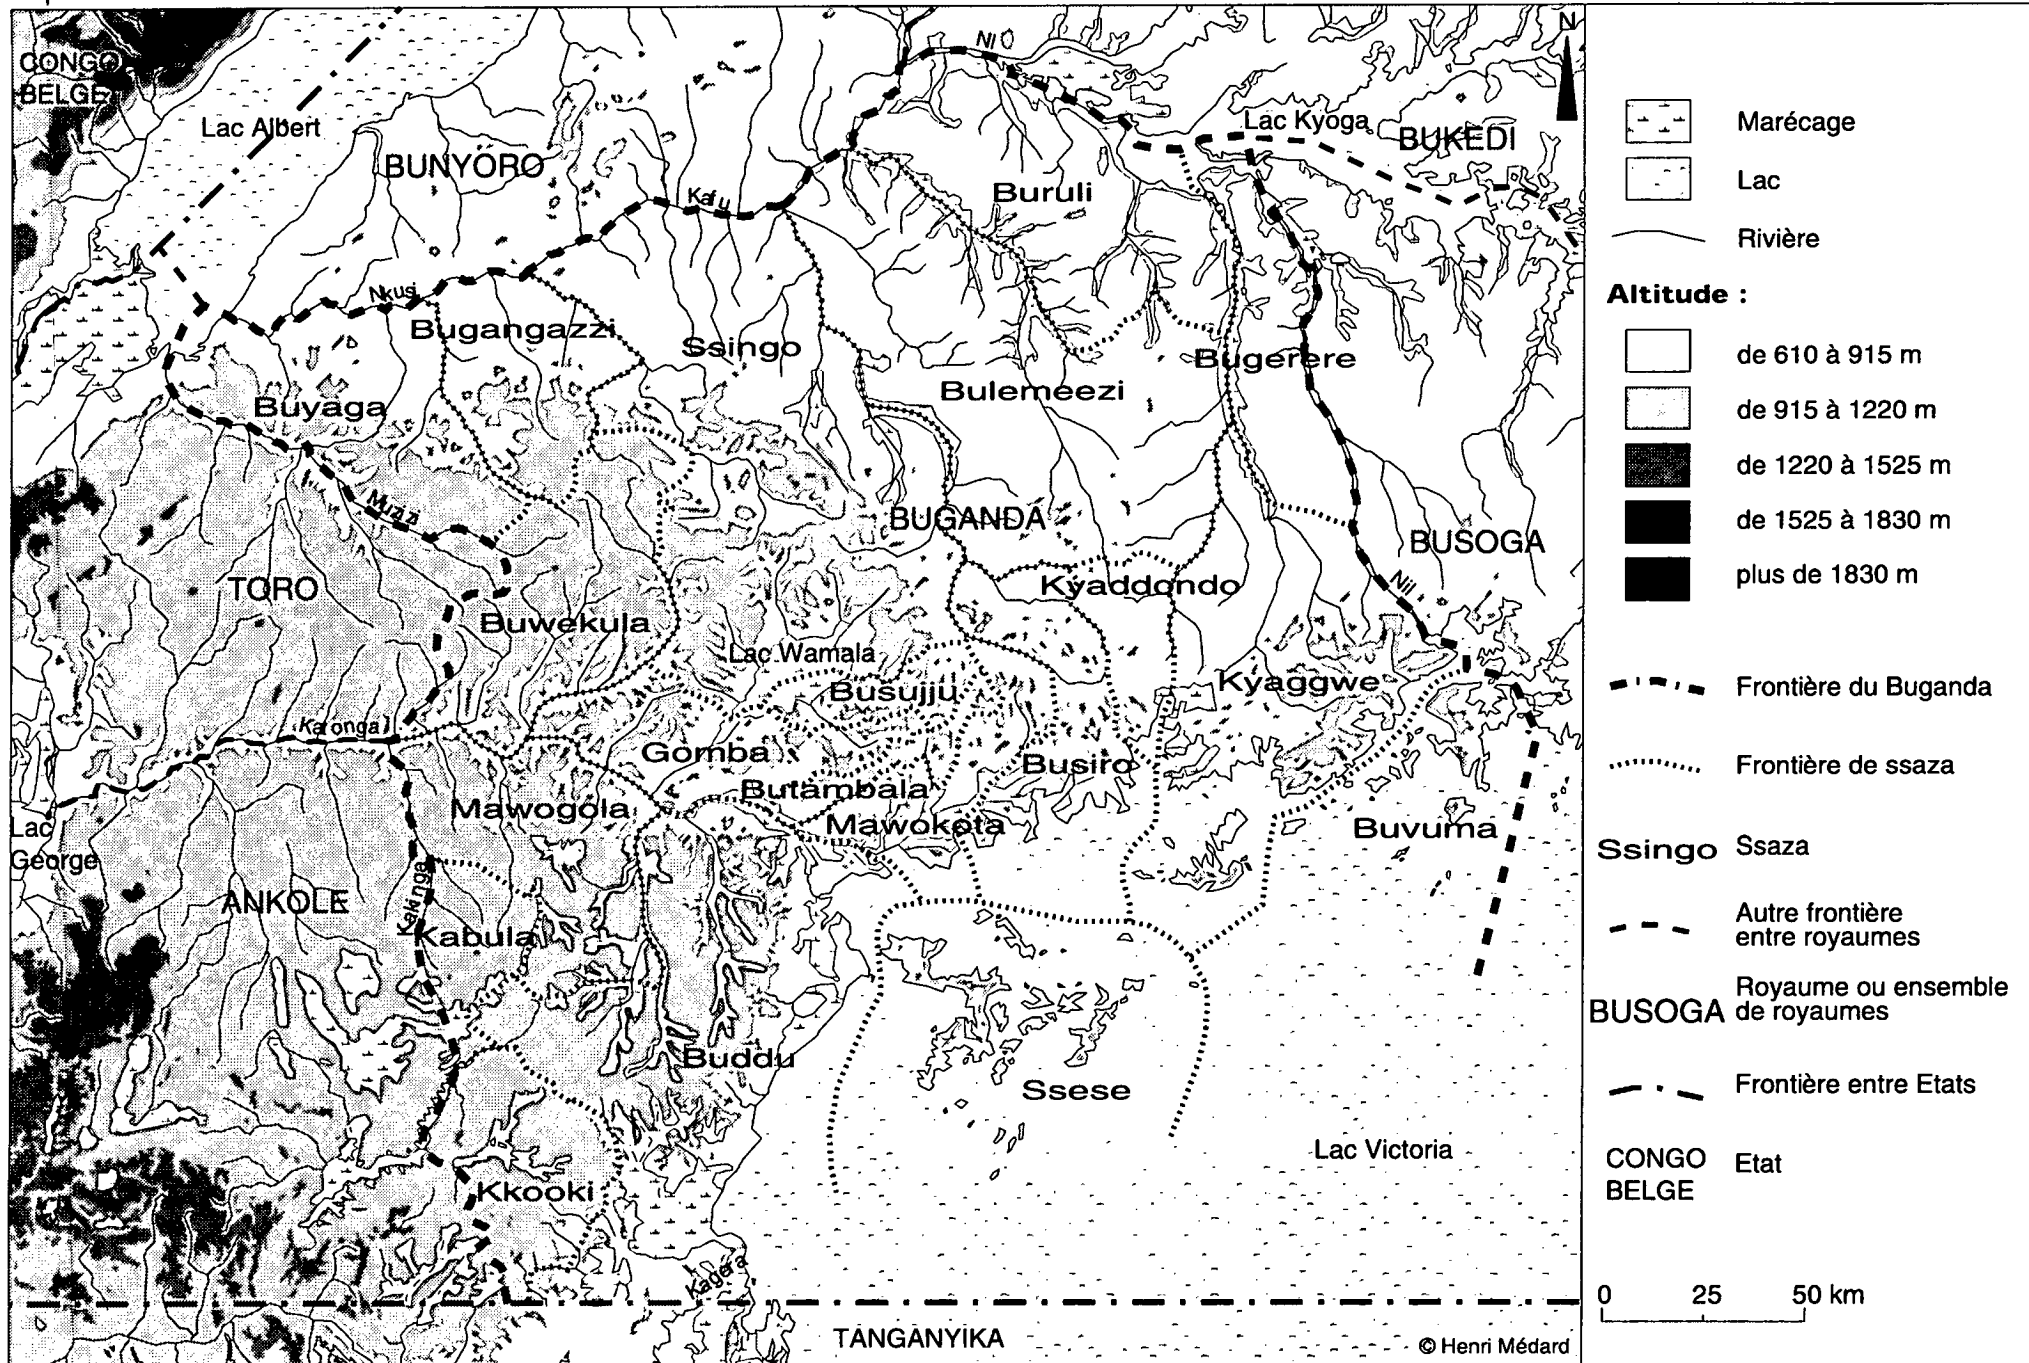 CONGO
BELGE
Lac Albert
BUNYORO
Nil
N
Lac Kyoga
BUKEDI
Kafu
Buruli
Nkusi
Bugangazzi
Ssingo
Bugerere
Bulemeezi
Buyaga
Muzizi
BUGANDA
BUSOGA
TORO
Kyaddondo
Nil
Buwekula
Lac Wamala
Busujju
Kyaggwe
Katonga
Gomba
Busiro
Butambala
Mawogola
Mawokota
Buvuma
Lac
George
ANKOLE
Kakinga
Kabula
Buddu
Ssese
Lac Victoria
Kkooki
Kagera
TANGANYIKA
© Henri Médard
Marécage
Lac
Rivière
Altitude :
de 610 à 915 m
de 915 à 1220 m
de 1220 à 1525 m
de 1525 à 1830 m
plus de 1830 m
Frontière du Buganda
Frontière de ssaza
Ssingo Ssaza
Autre frontière
entre royaumes
BUSOGA Royaume ou ensemble
de royaumes
Frontière entre Etats
CONGO
BELGE Etat
0 25 50 km